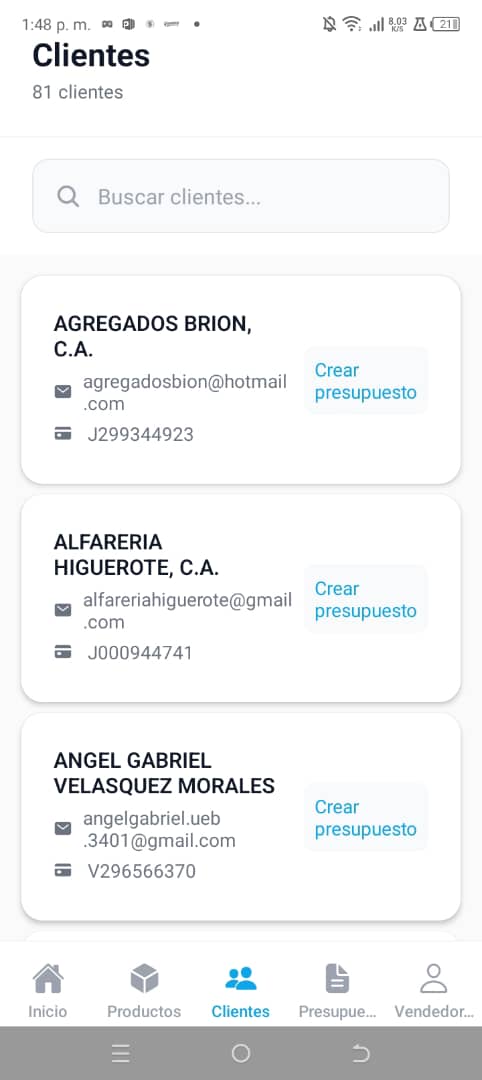 1:48 p. m.
8.03
K/S
21
Clientes
81 clientes
Buscar clientes...
AGREGADOS BRION,
C.A.
agregadosbion@hotmail
.com
J299344923
Crear
presupuesto
ALFARERIA
HIGUEROTE, C.A.
alfareriahiguerote@gmail
.com
J000944741
Crear
presupuesto
ANGEL GABRIEL
VELASQUEZ MORALES
angelgabriel.ueb
.3401@gmail.com
V296566370
Crear
presupuesto
Inicio
Productos
Clientes
Presupue...
Vendedor...